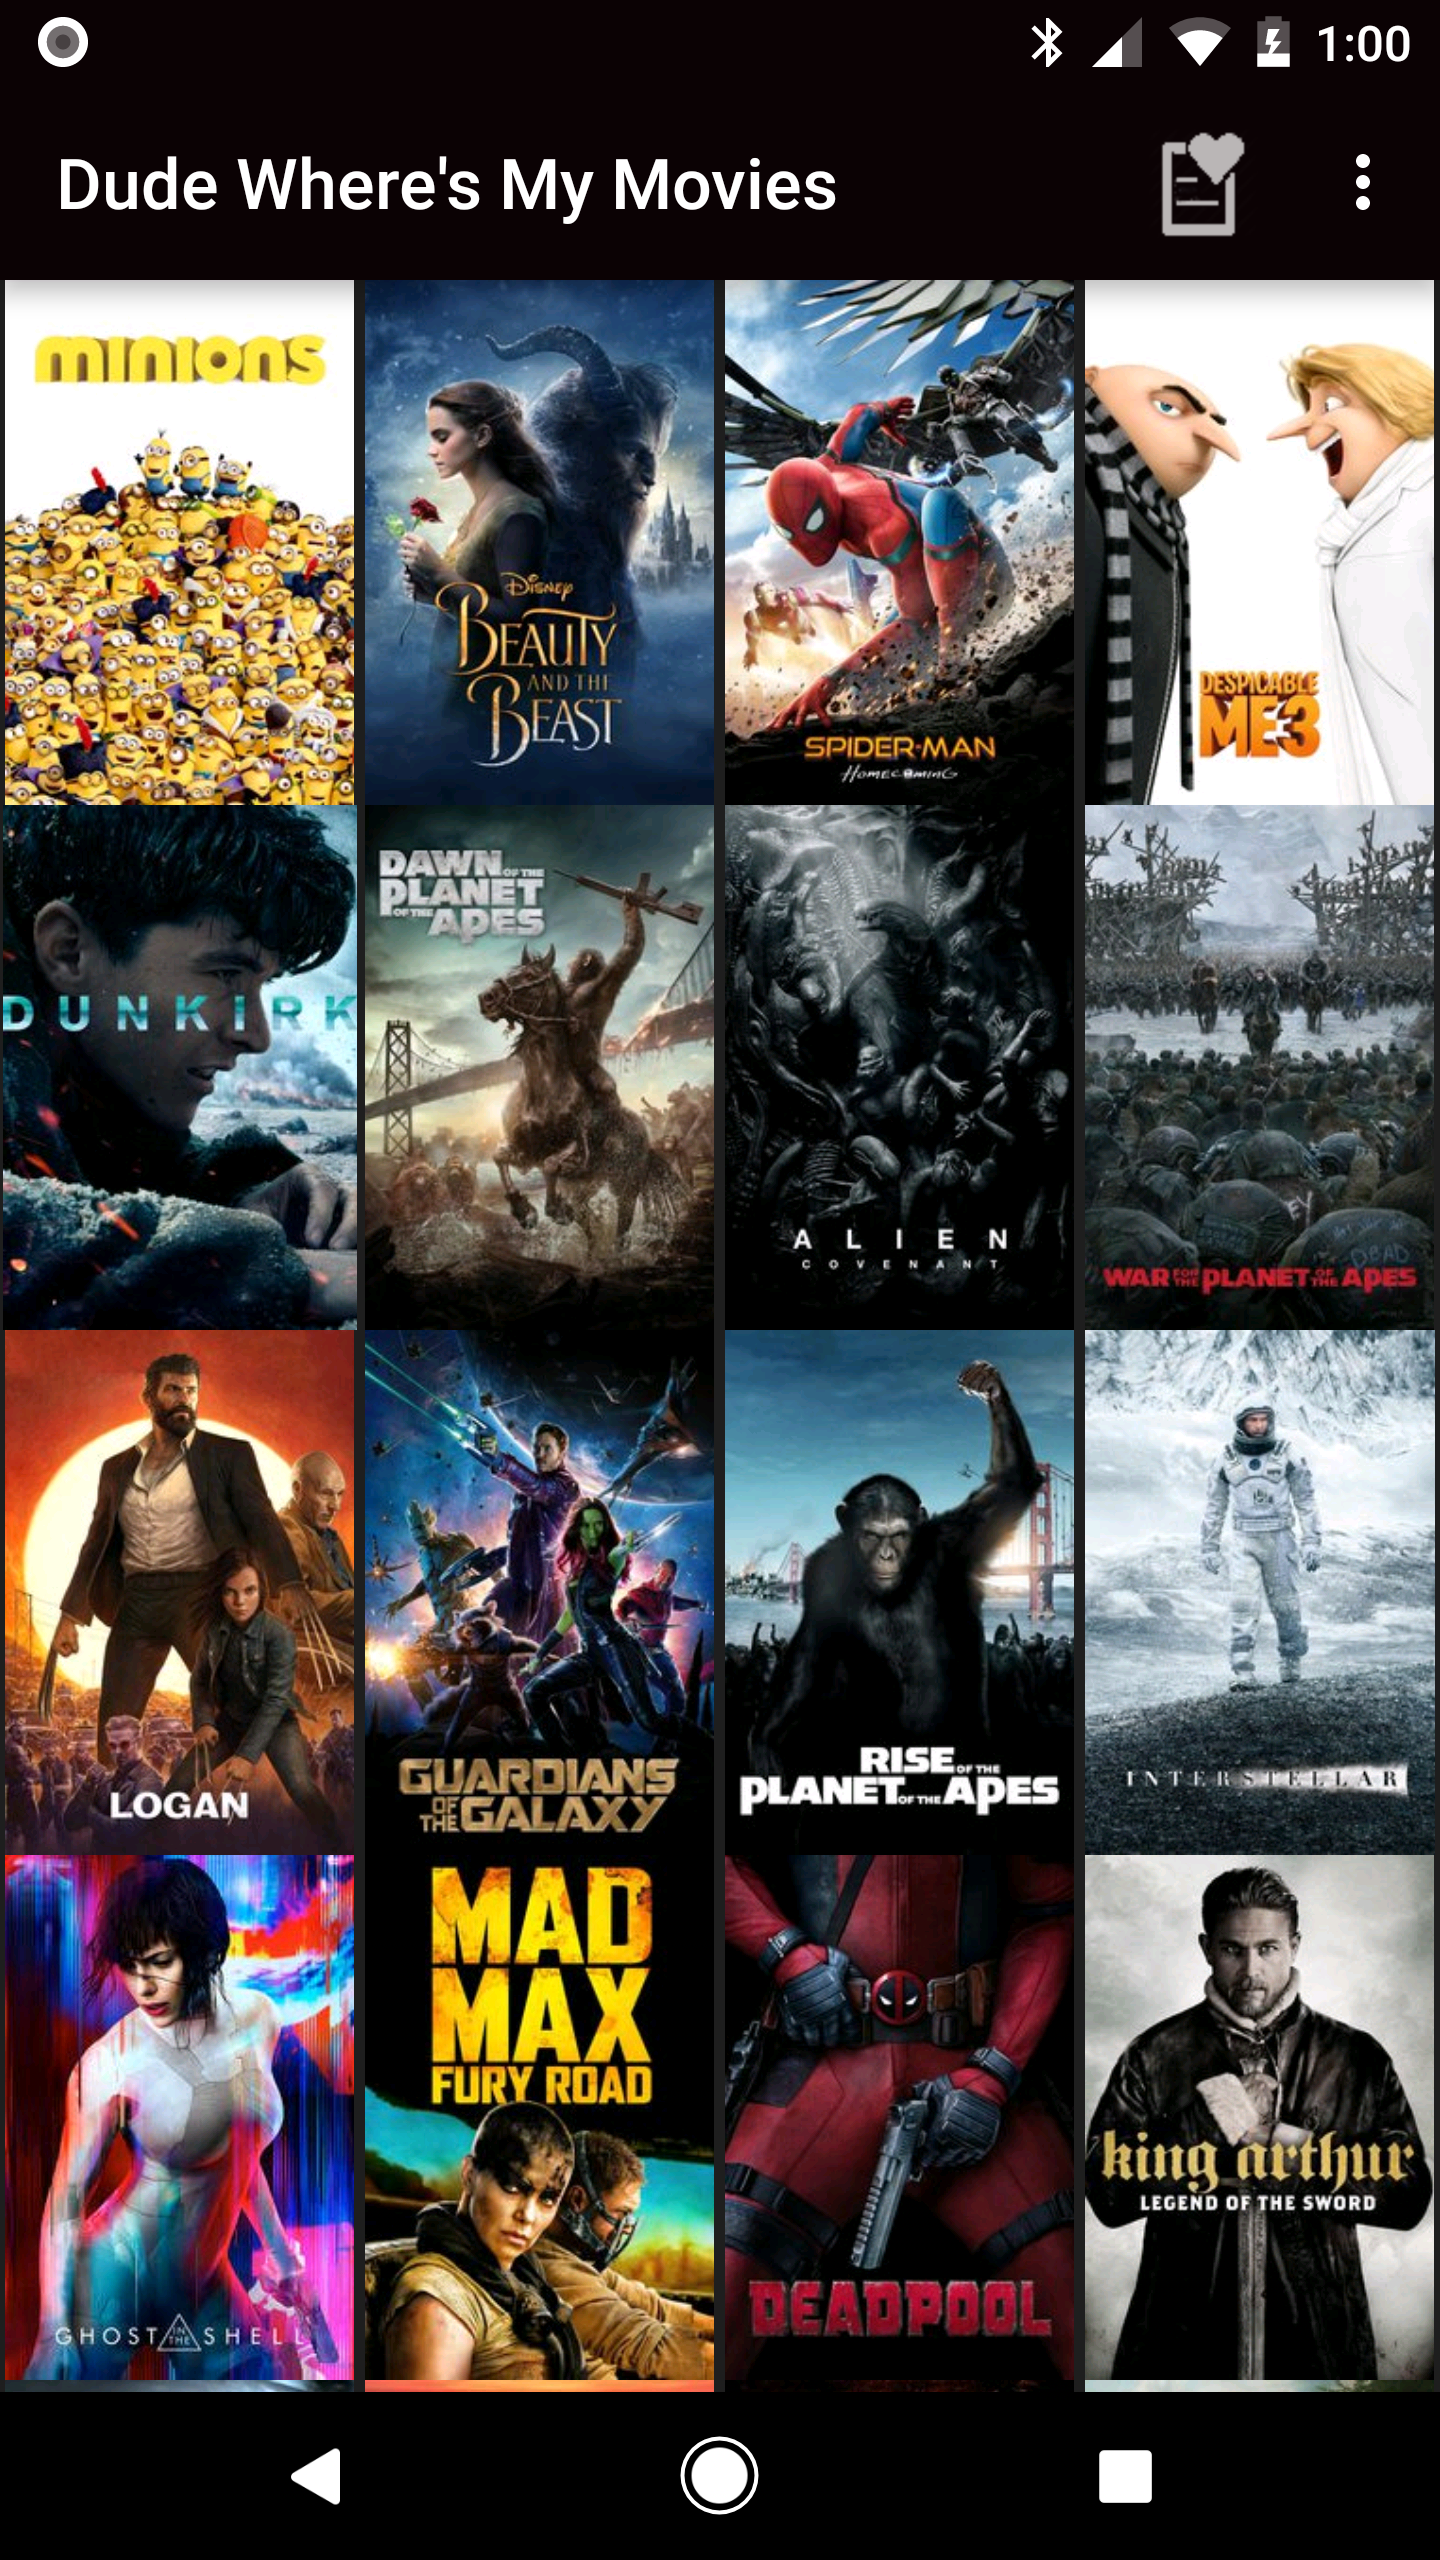 1:00
Dude Where's My Movies
minions
Disney
BEAUTY
AND THE
BEAST
SPIDER-MAN
HOMECOMING
DESPICABLE
ME3
DUNKIRK
DAWN OF THE
PLANET
OF THE APES
ALIEN
COVENANT
WAR FOR THE PLANET OF THE APES
LOGAN
GUARDIANS
OF THE GALAXY
RISE OF THE
PLANET OF THE APES
INTERSTELLAR
GHOST IN THE SHELL
MAD
MAX
FURY ROAD
DEADPOOL
king arthur
LEGEND OF THE SWORD